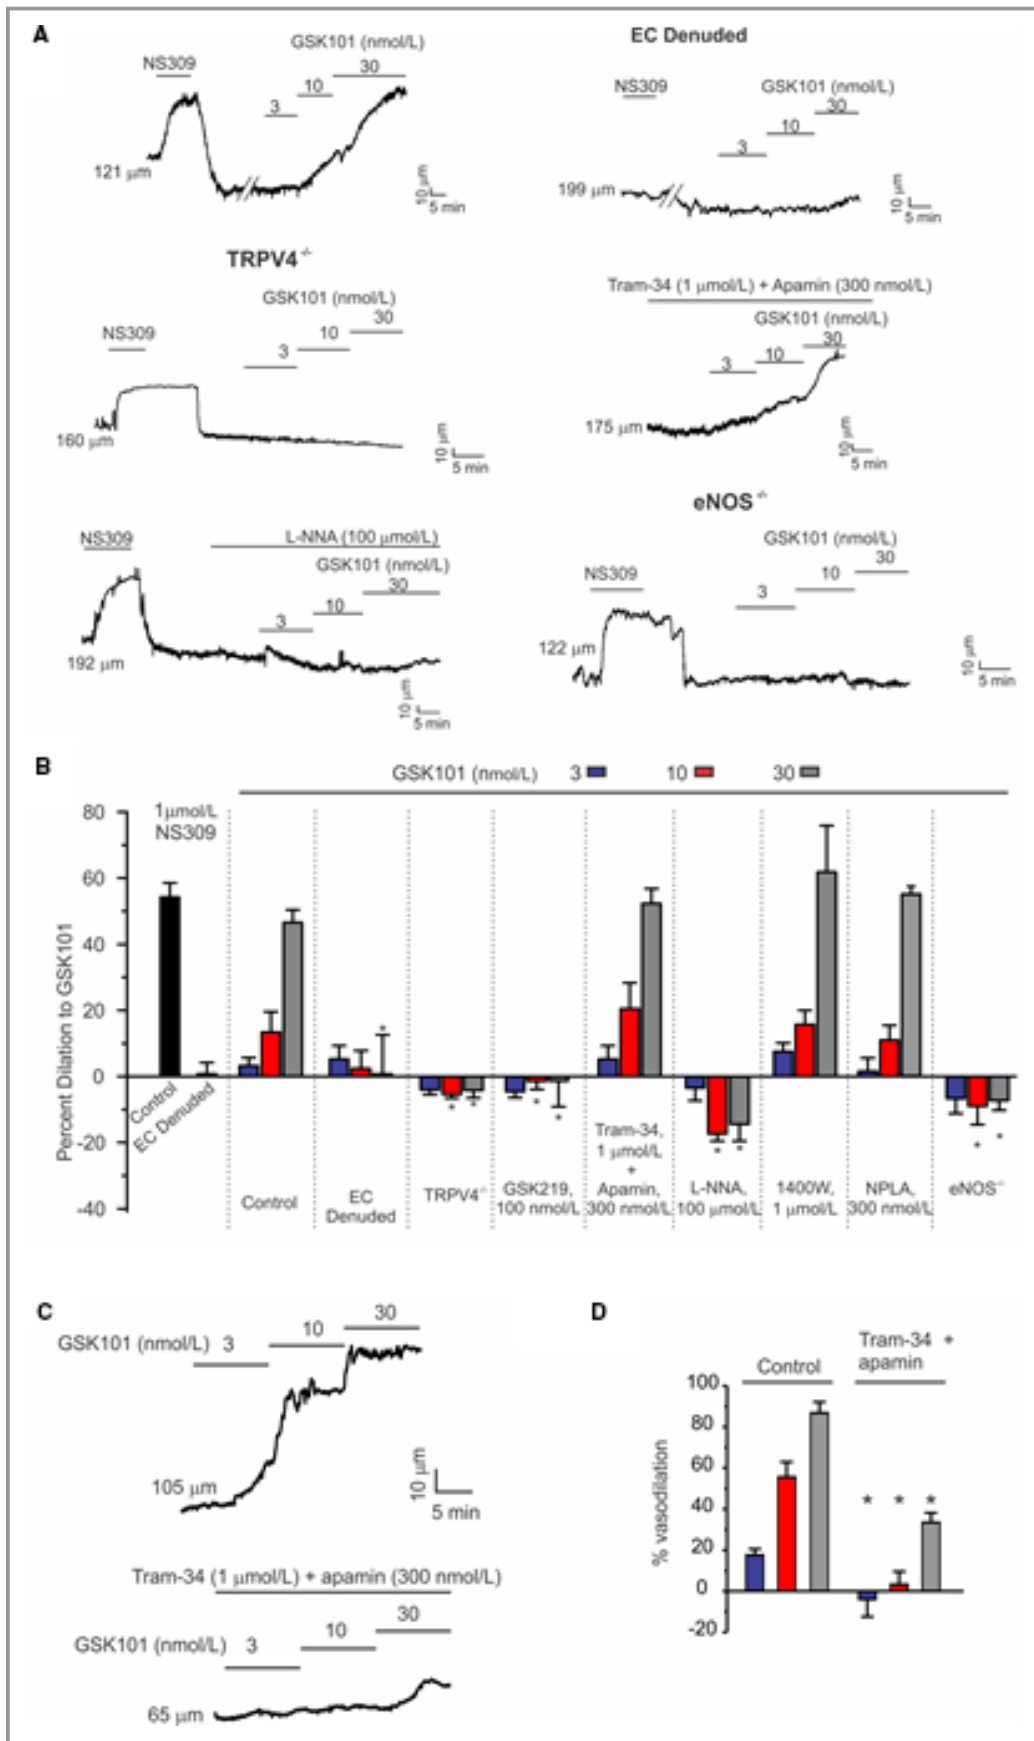 A
GSK101 (nmol/L)
NS309
30
10
3
121 μm
10 μm
5 min
EC Denuded
NS309
GSK101 (nmol/L)
30
10
3
199 μm
10 μm
5 min
TRPV4-/-
GSK101 (nmol/L)
30
NS309
10
3
160 μm
10 μm
5 min
Tram-34 (1 μmol/L) + Apamin (300 nmol/L)
GSK101 (nmol/L)
30
10
3
175 μm
10 μm
5 min
NS309
L-NNA (100 μmol/L)
GSK101 (nmol/L)
30
10
3
192 μm
10 μm
5 min
eNOS-/-
GSK101 (nmol/L)
30
NS309
10
3
122 μm
10 μm
5 min
B
GSK101 (nmol/L) 3 10 30
Percent Dilation to GSK101
80
60
40
20
0
-20
-40
1μmol/L
NS309
Control
EC Denuded
*
* *
* *
* *
* *
Control
EC
Denuded
TRPV4-/-
GSK219,
100 nmol/L
Tram-34,
1 μmol/L
+
Apamin,
300 nmol/L
L-NNA,
100 μmol/L
1400W,
1 μmol/L
NPLA,
300 nmol/L
eNOS-/-
C
GSK101 (nmol/L) 3 10 30
105 μm
10 μm
5 min
Tram-34 (1 μmol/L) + apamin (300 nmol/L)
GSK101 (nmol/L) 3 10 30
65 μm
D
Control
Tram-34 +
apamin
% vasodilation
100
80
60
40
20
0
-20
* * *